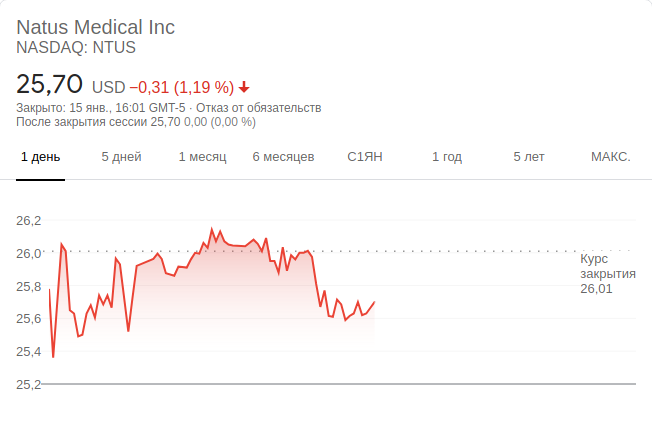 Natus Medical Inc
NASDAQ: NTUS
25,70 USD −0,31 (1,19 %)
Закрыто: 15 янв., 16:01 GMT-5 · Отказ от обязательств
После закрытия сессии 25,70 0,00 (0,00 %)
1 день 5 дней 1 месяц 6 месяцев С1ЯН 1 год 5 лет МАКС.
26,2
26,0
Курс
закрытия
26,01
25,8
25,6
25,4
25,2